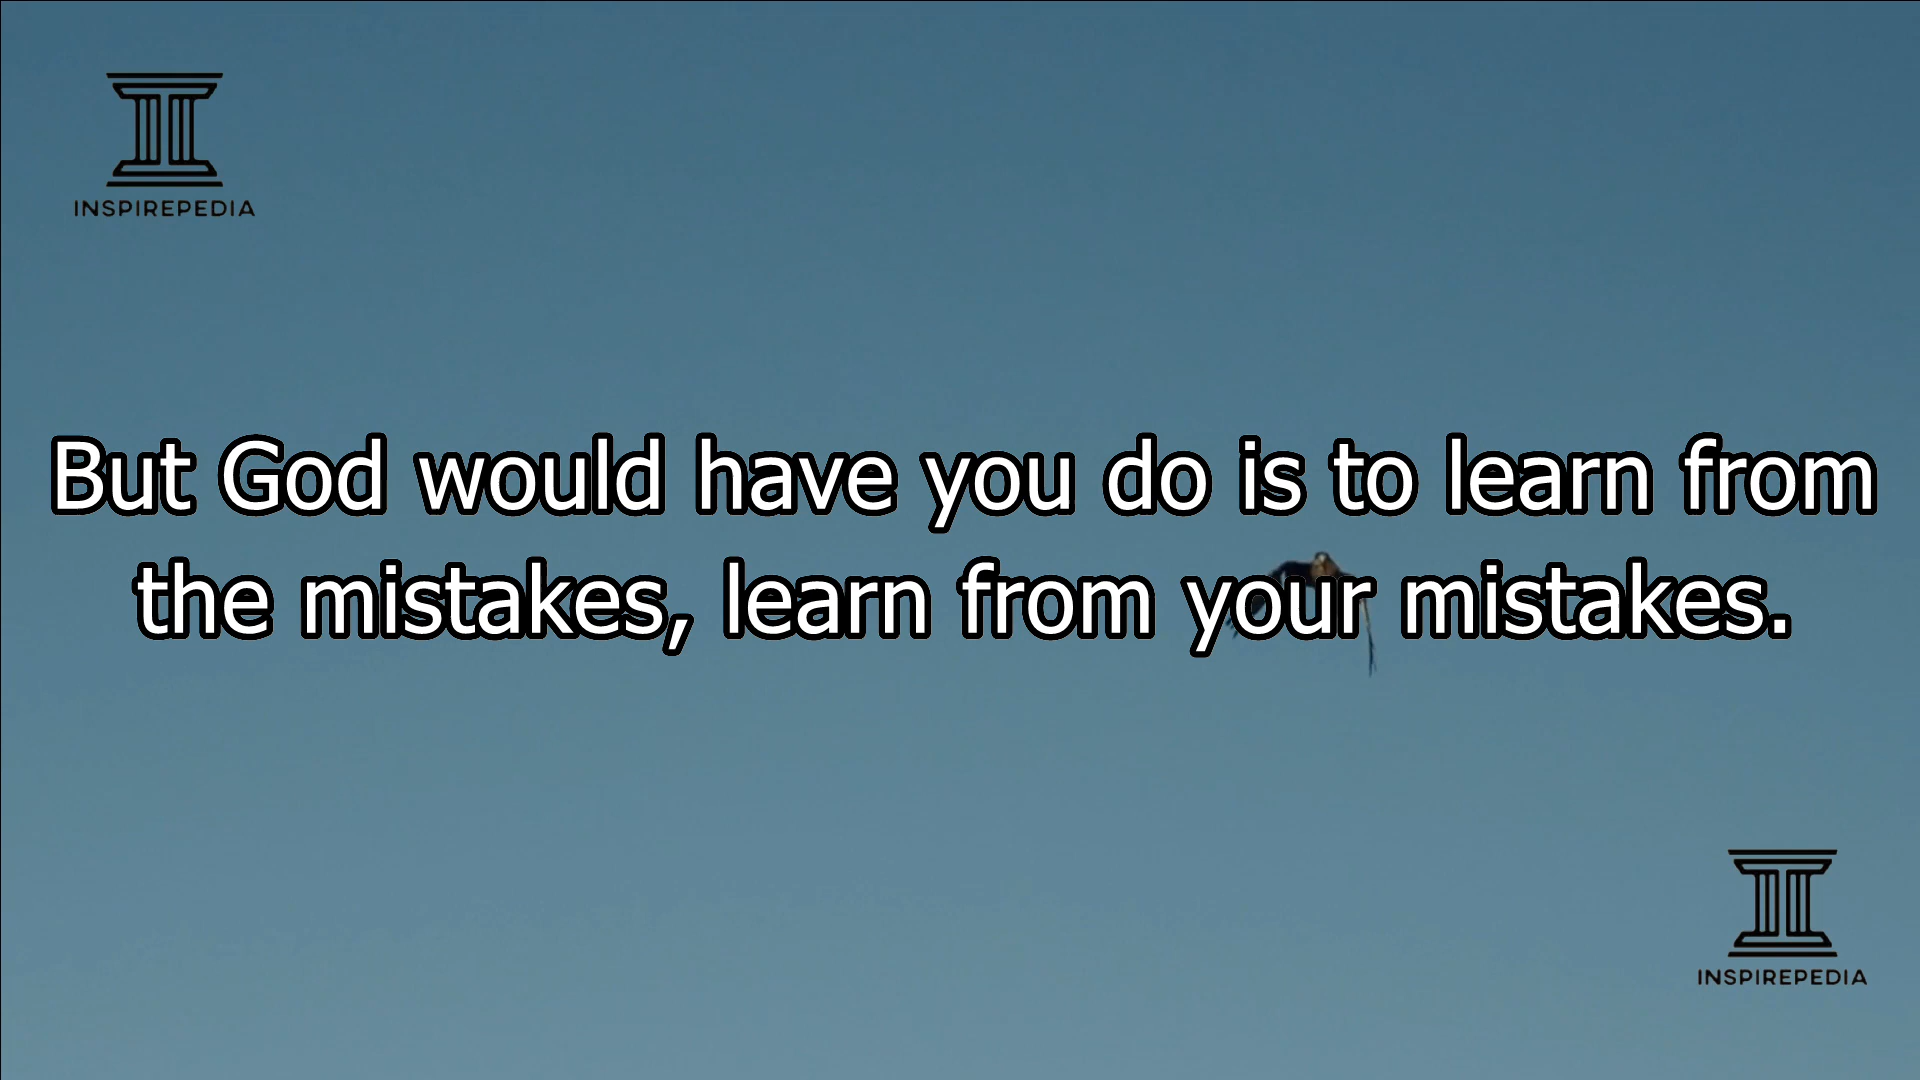 INSPIREPEDIA
But God would have you do is to learn from
the mistakes, learn from your mistakes.
INSPIREPEDIA